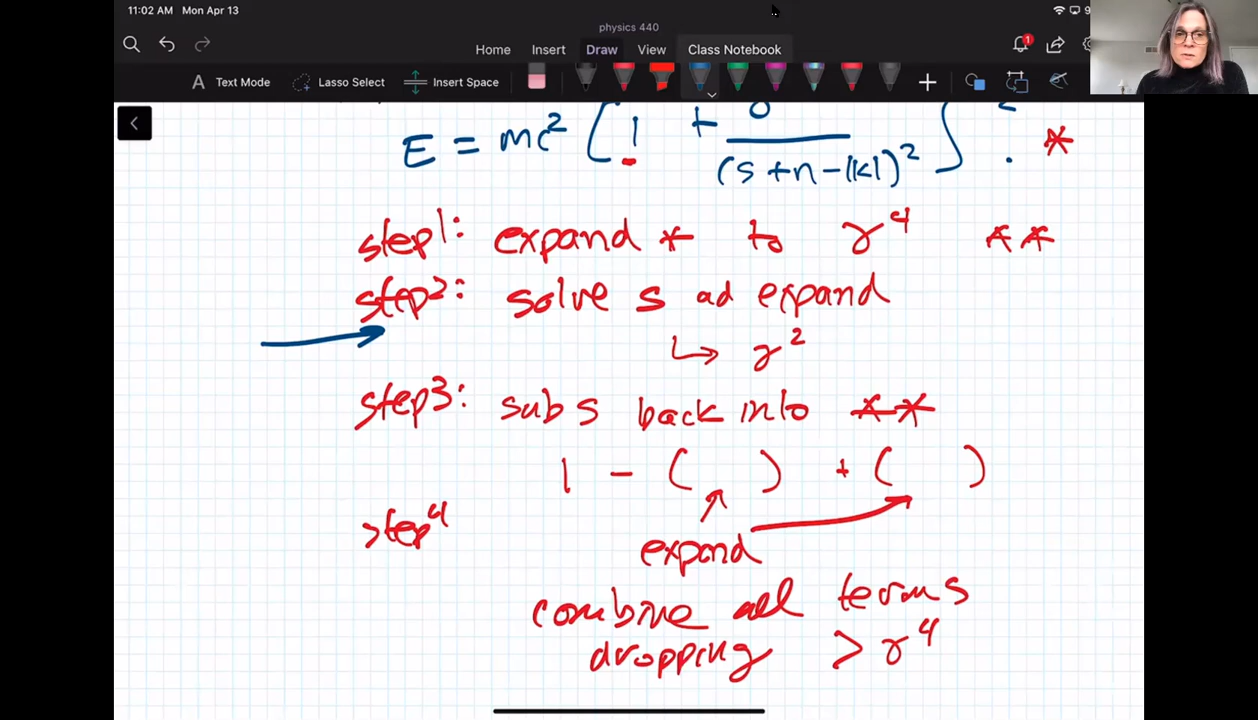 11:02 AM Mon Apr 13
physics 440
Home Insert Draw View Class Notebook
1
Text Mode Lasso Select Insert Space
E = mc² [ 1 + ――― / (s+n-|k|)² ] . *
step1: expand * to γ⁴ **
step2: solve s ad expand
↳ γ²
step3: sub s back into **
1 - ( ) + ( )
step4
expand
combine all terms
dropping > γ⁴